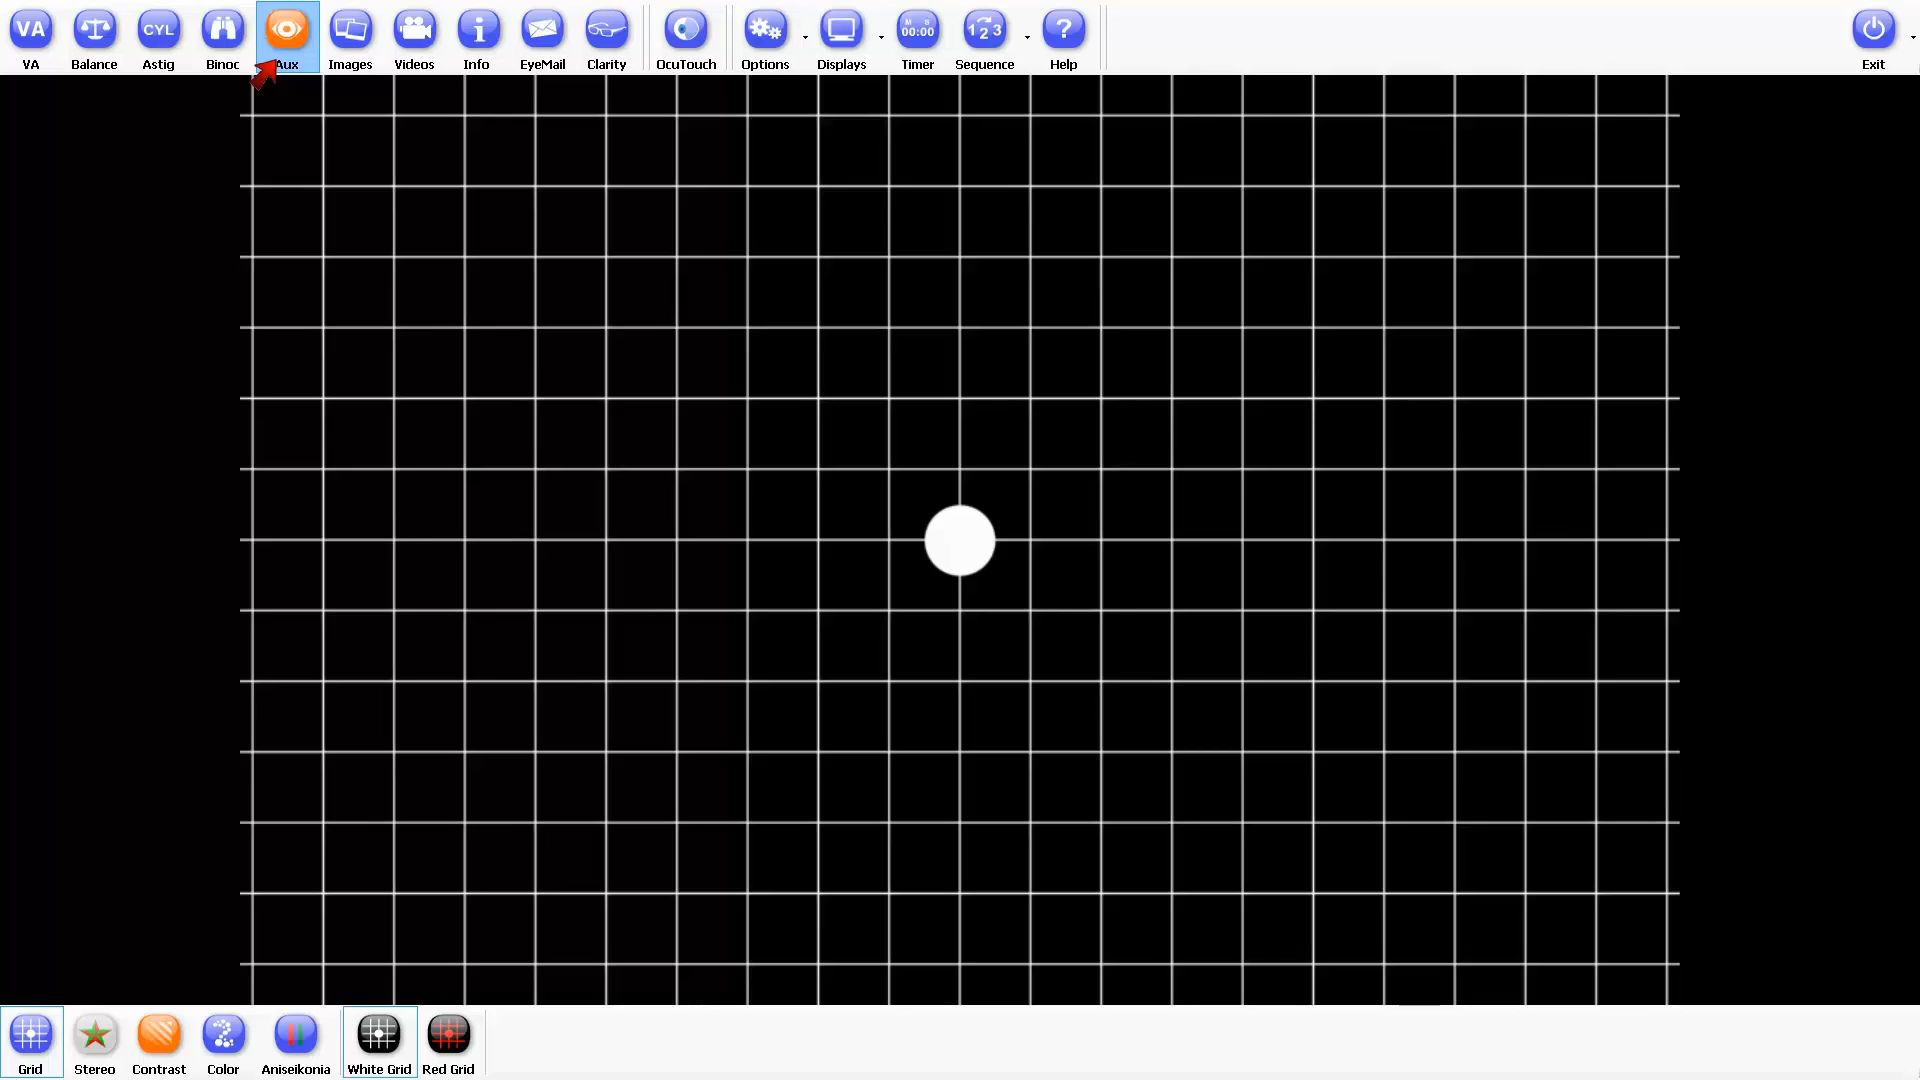 VA CYL M S 00:00 1 2 3 ?
VA Balance Astig Binoc Aux Images Videos Info EyeMail Clarity OcuTouch Options Displays Timer Sequence Help Exit
Grid Stereo Contrast Color Aniseikonia White Grid Red Grid